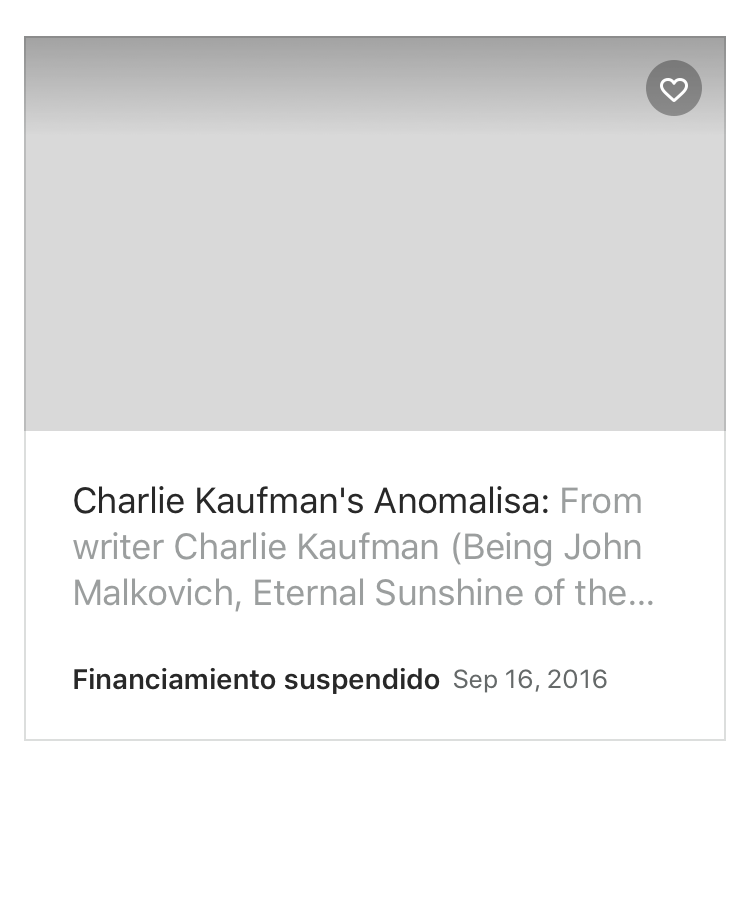 Charlie Kaufman's Anomalisa: From
writer Charlie Kaufman (Being John
Malkovich, Eternal Sunshine of the...
Financiamiento suspendido Sep 16, 2016